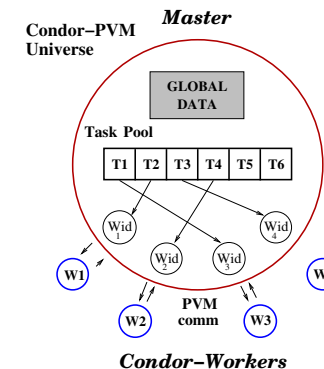 Master
Condor-PVM
Universe
GLOBAL
DATA
Task Pool
T1 T2 T3 T4 T5 T6
Wid 1
Wid 4
Wid 2
Wid 3
W1
W
W2
PVM
comm
W3
Condor-Workers